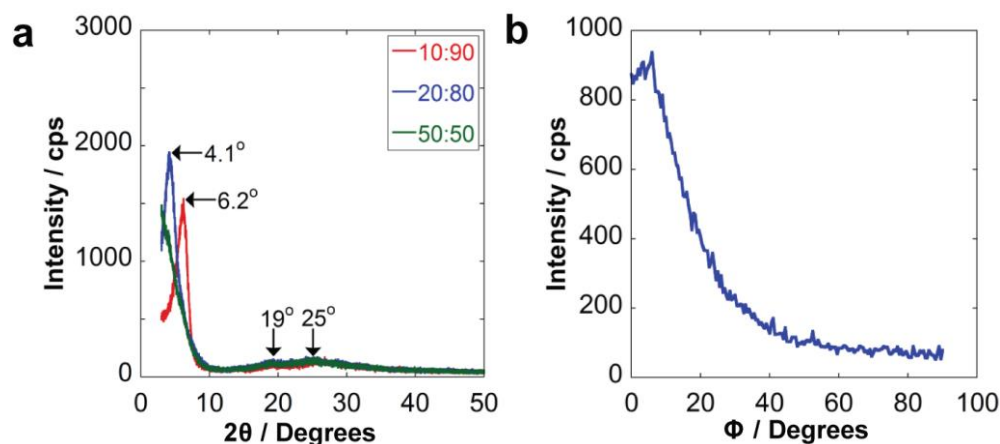 a
3000
2000
1000
0
Intensity / cps
10:90
20:80
50:50
4.1°
6.2°
19° 25°
0 10 20 30 40 50
2θ / Degrees
b
1000
800
600
400
200
0
Intensity / cps
0 20 40 60 80 100
Φ / Degrees